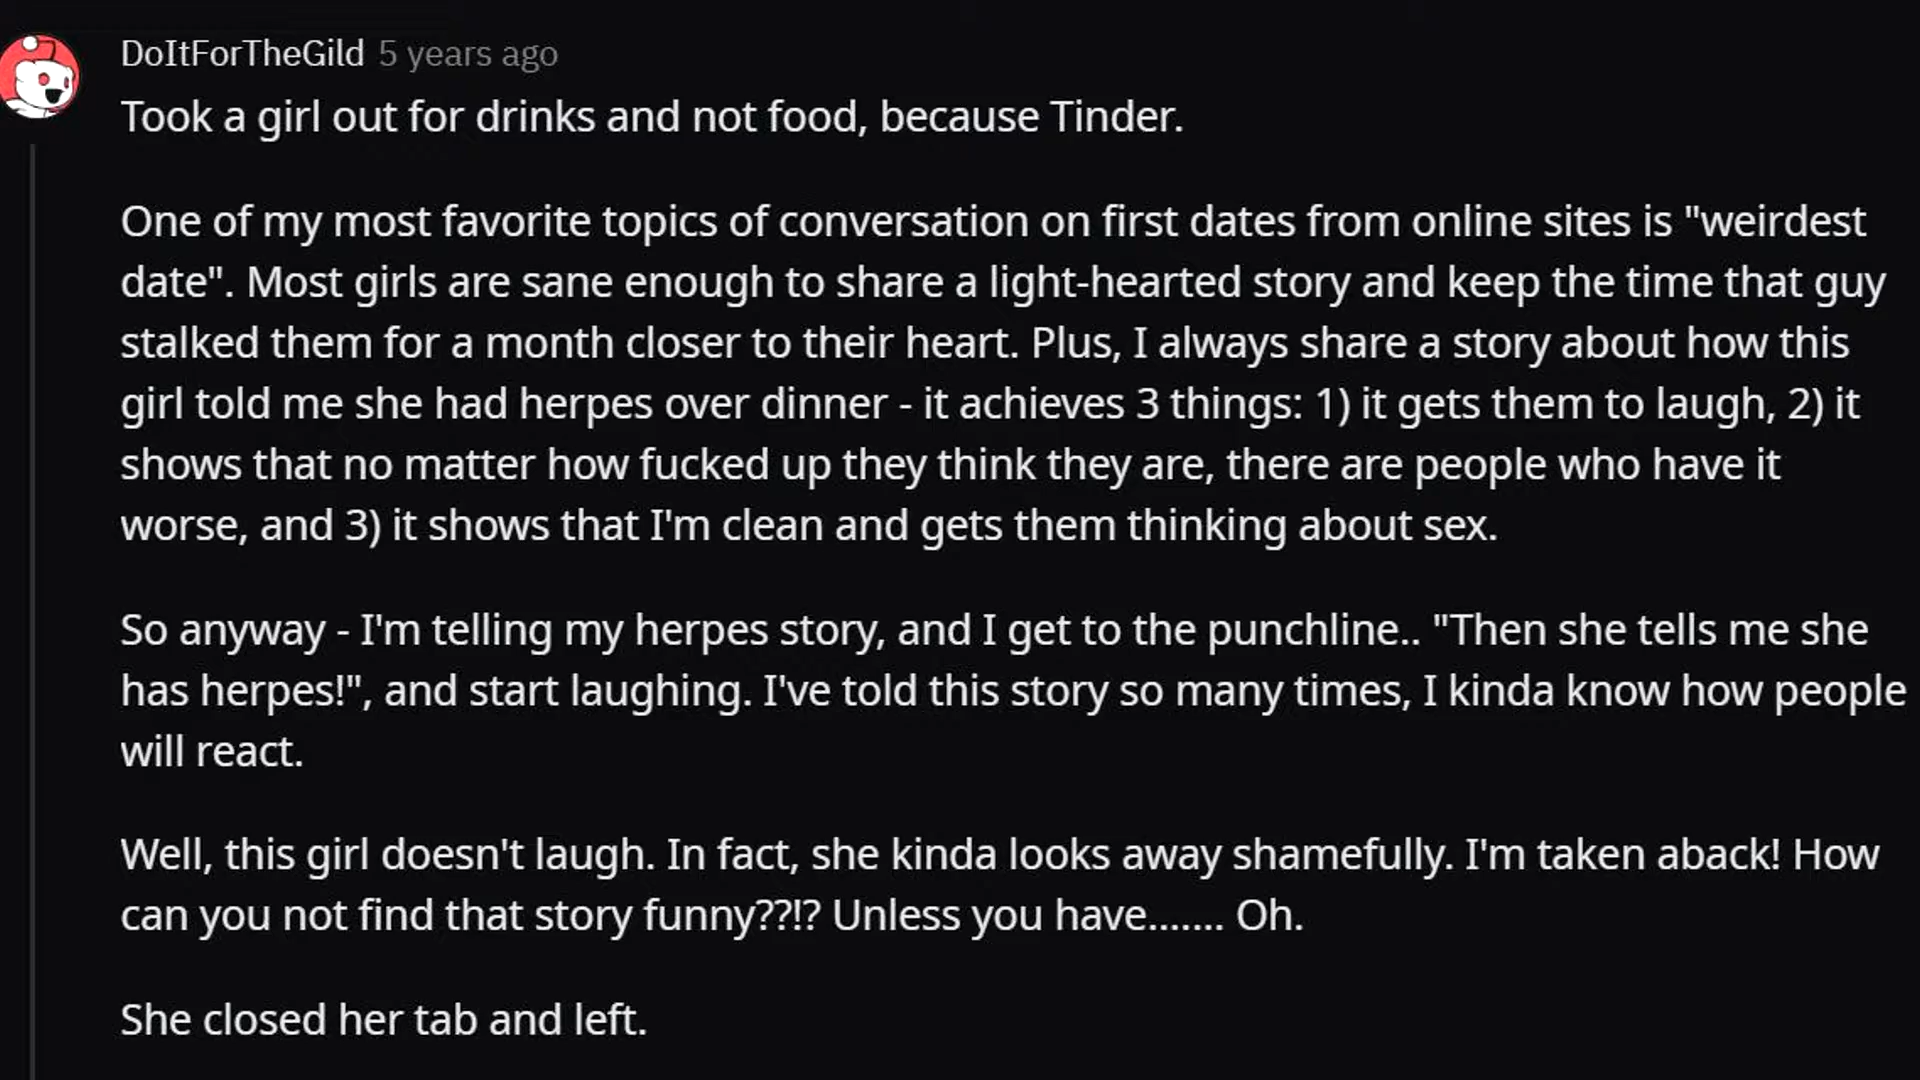 DoItForTheGild 5 years ago
Took a girl out for drinks and not food, because Tinder.
One of my most favorite topics of conversation on first dates from online sites is "weirdest
date". Most girls are sane enough to share a light-hearted story and keep the time that guy
stalked them for a month closer to their heart. Plus, I always share a story about how this
girl told me she had herpes over dinner - it achieves 3 things: 1) it gets them to laugh, 2) it
shows that no matter how fucked up they think they are, there are people who have it
worse, and 3) it shows that I'm clean and gets them thinking about sex.
So anyway - I'm telling my herpes story, and I get to the punchline.. "Then she tells me she
has herpes!", and start laughing. I've told this story so many times, I kinda know how people
will react.
Well, this girl doesn't laugh. In fact, she kinda looks away shamefully. I'm taken aback! How
can you not find that story funny??!? Unless you have....... Oh.
She closed her tab and left.